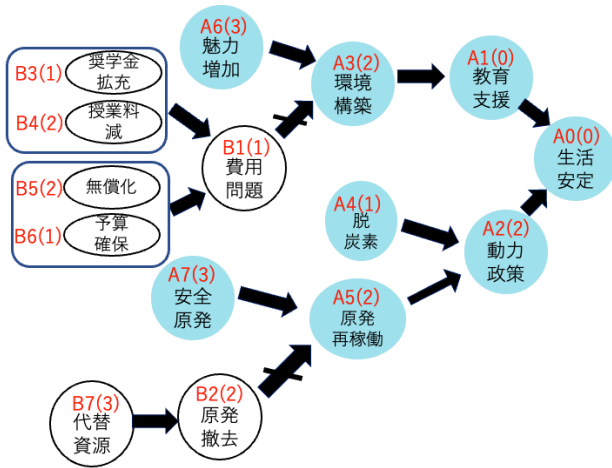 A6(3)
魅力
増加
A3(2)
環境
構築
A1(0)
教育
支援
A0(0)
生活
安定
B3(1)
奨学金
拡充
B4(2)
授業料
減
B1(1)
費用
問題
B5(2)
無償化
B6(1)
予算
確保
A4(1)
脱
炭素
A2(2)
動力
政策
A7(3)
安全
原発
A5(2)
原発
再稼働
B7(3)
代替
資源
B2(2)
原発
撤去